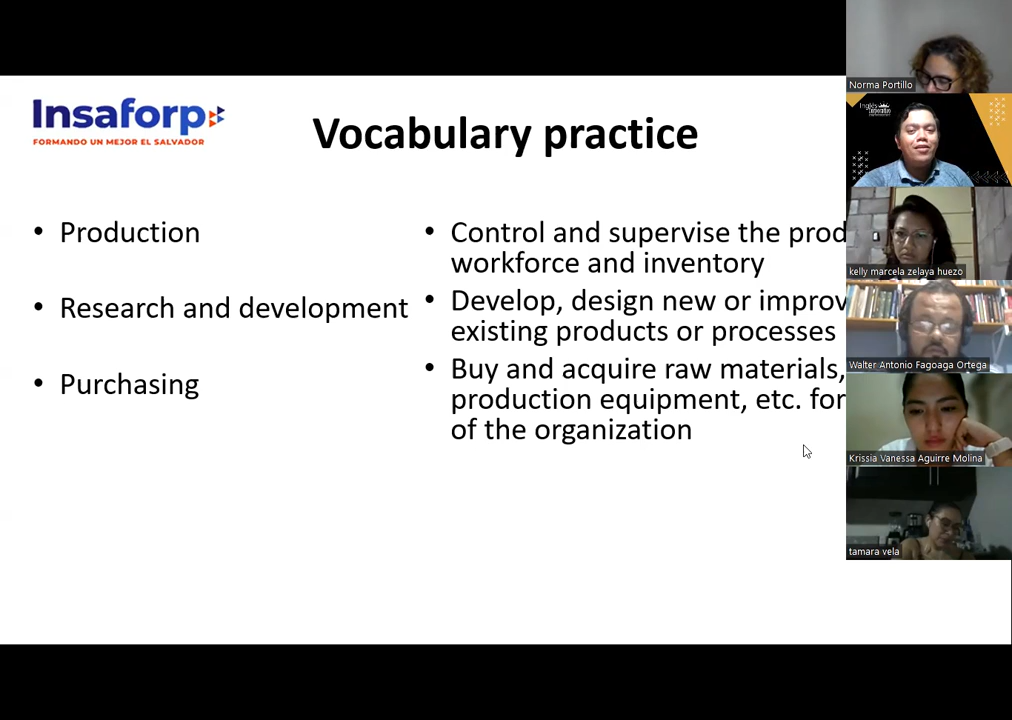 Insaforp
FORMANDO UN MEJOR EL SALVADOR
Vocabulary practice
• Production
• Research and development
• Purchasing
• Control and supervise the prod
workforce and inventory
• Develop, design new or improv
existing products or processes
• Buy and acquire raw materials,
production equipment, etc. for
of the organization
Norma Portillo
Inglés
kelly marcela zelaya huezo
Walter Antonio Fagoaga Ortega
Krissia Vanessa Aguirre Molina
tamara vela